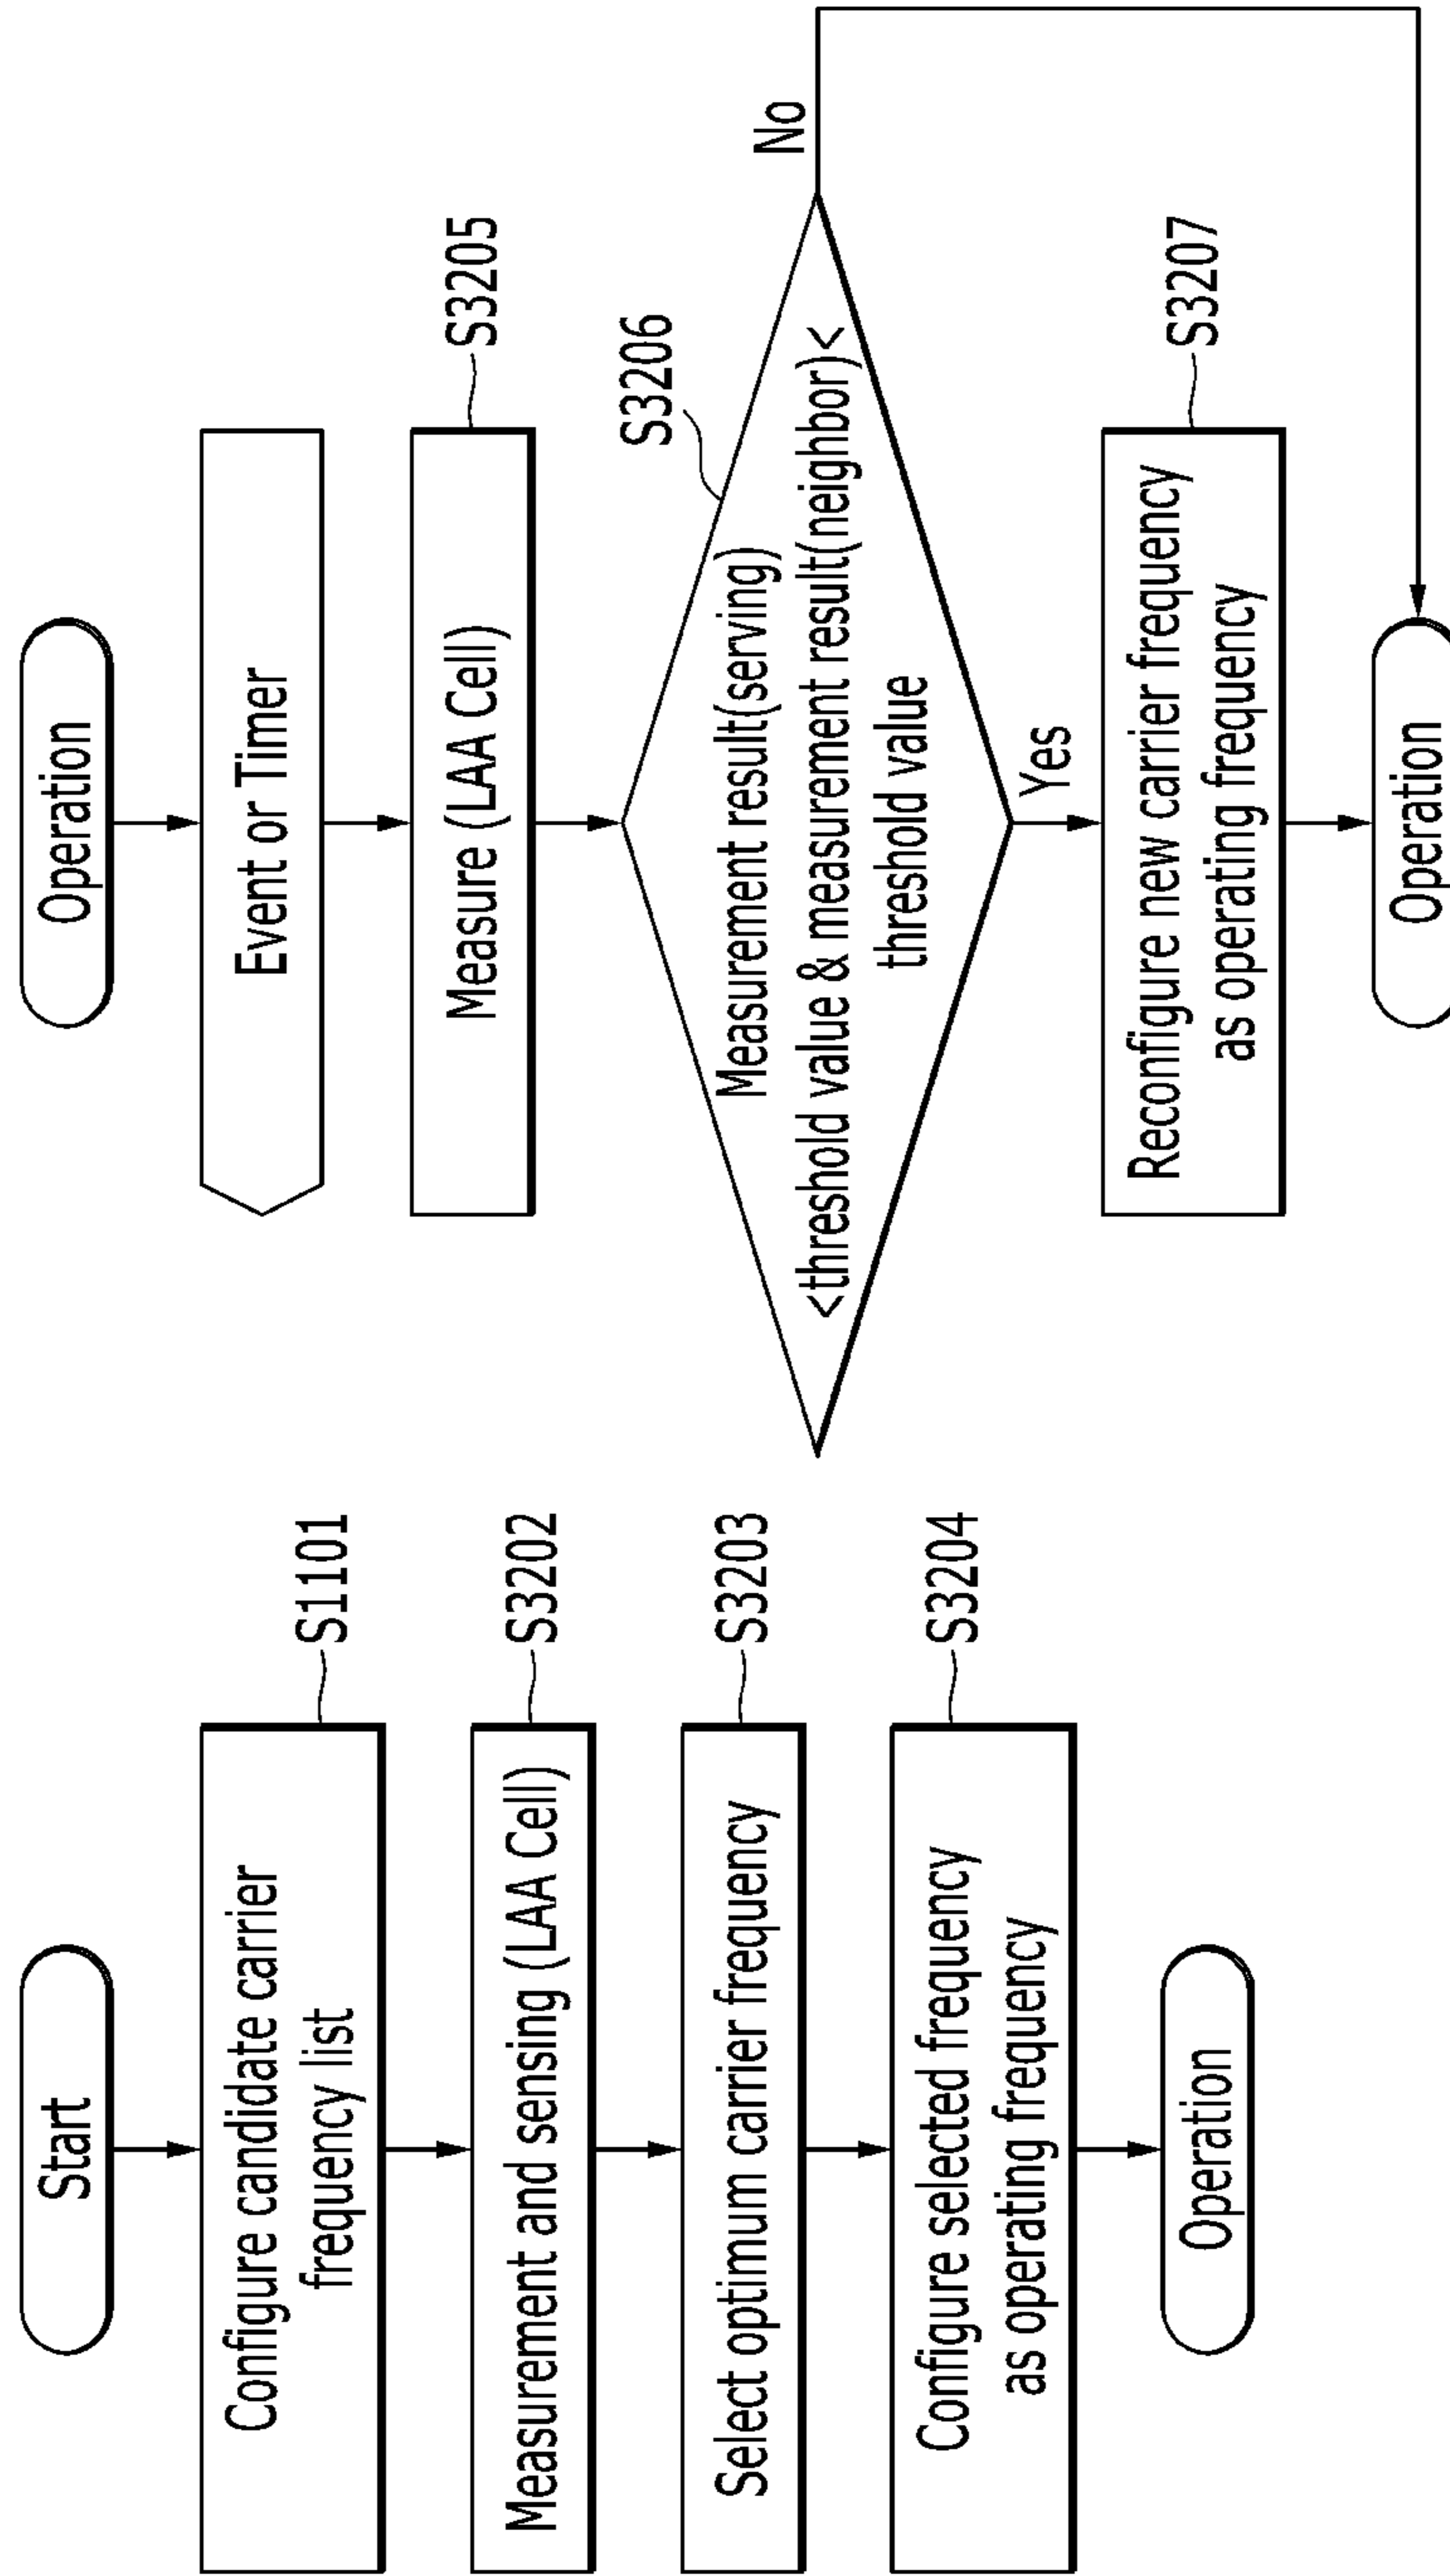 Start
Configure candidate carrier
frequency list
S1101
Measurement and sensing (LAA Cell)
S3202
Select optimum carrier frequency
S3203
Configure selected frequency
as operating frequency
S3204
Operation
Operation
Event or Timer
Measure (LAA Cell)
S3205
S3206
Measurement result(serving)
<threshold value & measurement result(neighbor)<
threshold value
No
Yes
Reconfigure new carrier frequency
as operating frequency
S3207
Operation